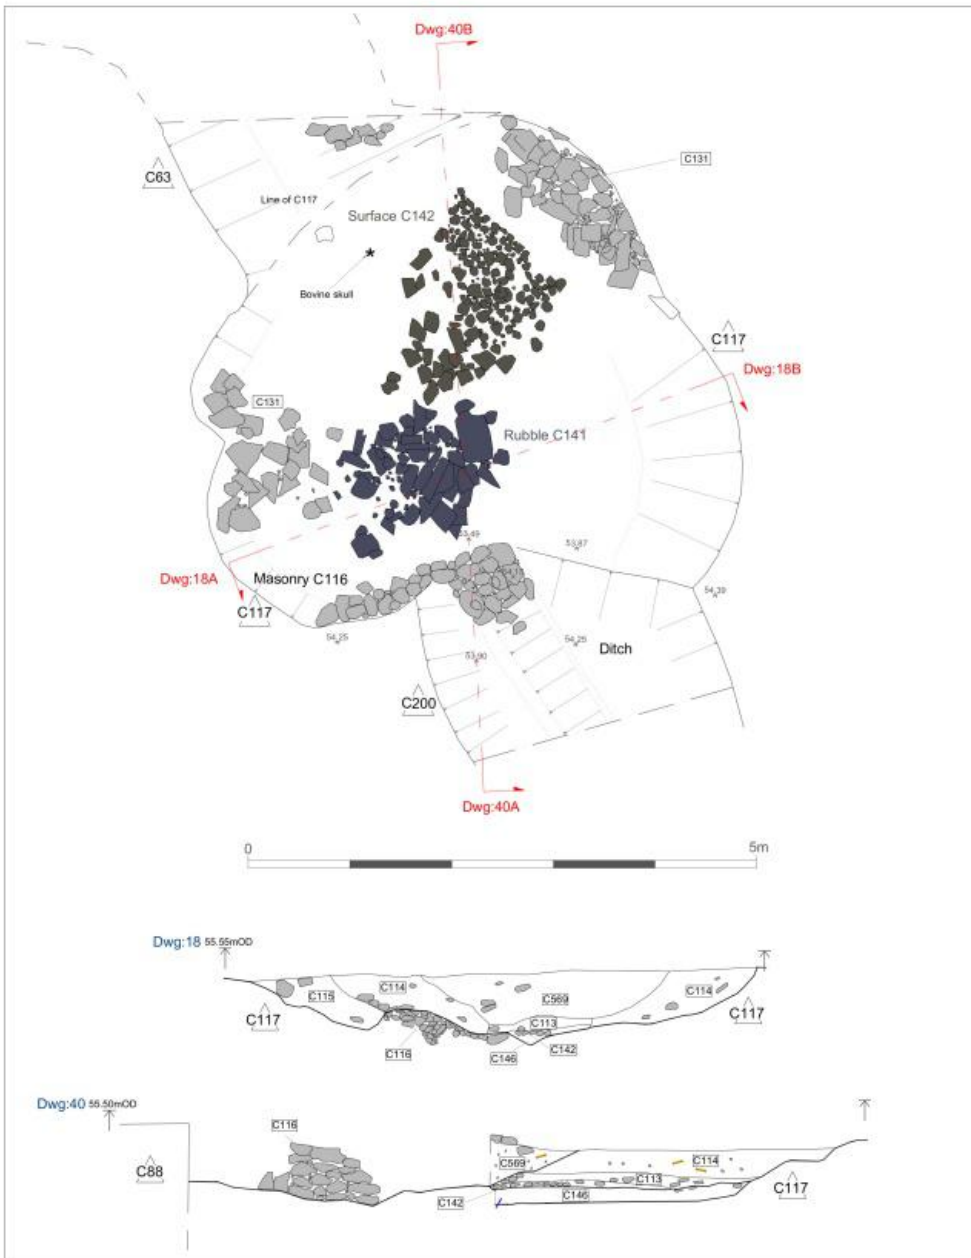 Dwg:40B
C131
C63
Line of C117
Surface C142
Bovine skull
C117
Dwg:18B
C131
Rubble C141
53,49
53,87
Dwg:18A
Masonry C116
C117
54,39
54,25
54,25
Ditch
53,90
C200
Dwg:40A
0
5m
Dwg:18 55.55mOD
C114
C115
C569
C114
C117
C113
C117
C116
C146
C142
Dwg:40 55.50mOD
C116
C88
C569
C114
C113
C117
C142
C146